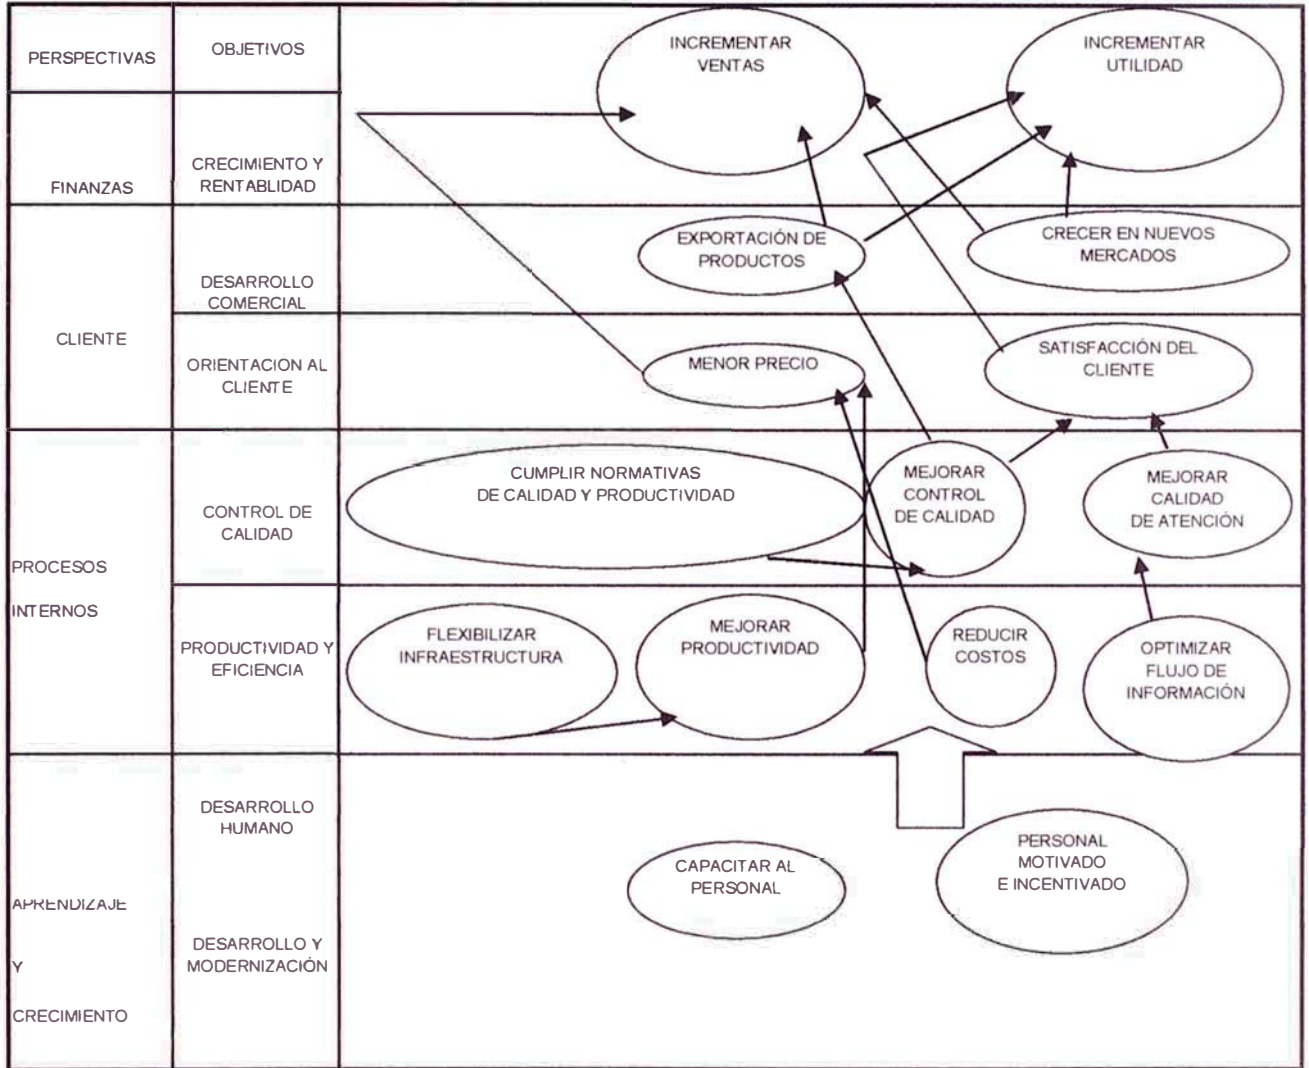 PERSPECTIVAS
OBJETIVOS
INCREMENTAR
VENTAS
INCREMENTAR
UTILIDAD
FINANZAS
CRECIMIENTO Y
RENTABLIDAD
CLIENTE
DESARROLLO
COMERCIAL
EXPORTACIÓN DE
PRODUCTOS
CRECER EN NUEVOS
MERCADOS
ORIENTACION AL
CLIENTE
MENOR PRECIO
SATISFACCIÓN DEL
CLIENTE
PROCESOS
INTERNOS
CONTROL DE
CALIDAD
CUMPLIR NORMATIVAS
DE CALIDAD Y PRODUCTIVIDAD
MEJORAR
CONTROL
DE CALIDAD
MEJORAR
CALIDAD
DE ATENCIÓN
PRODUCTIVIDAD Y
EFICIENCIA
FLEXIBILIZAR
INFRAESTRUCTURA
MEJORAR
PRODUCTIVIDAD
REDUCIR
COSTOS
OPTIMIZAR
FLUJO DE
INFORMACIÓN
APRENDIZAJE
Y
CRECIMIENTO
DESARROLLO
HUMANO
CAPACITAR AL
PERSONAL
PERSONAL
MOTIVADO
E INCENTIVADO
DESARROLLO Y
MODERNIZACIÓN